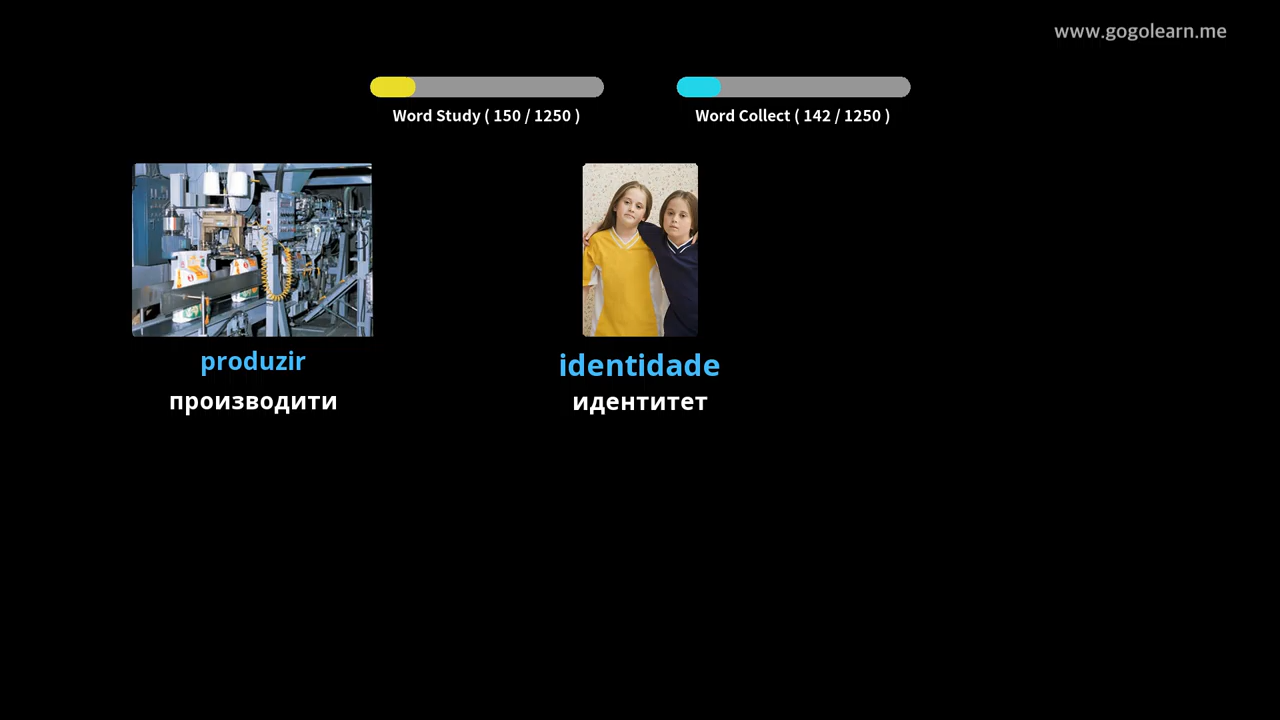 www.gogolearn.me
Word Study ( 150 / 1250 )
Word Collect ( 142 / 1250 )
produzir
производити
identidade
идентитет